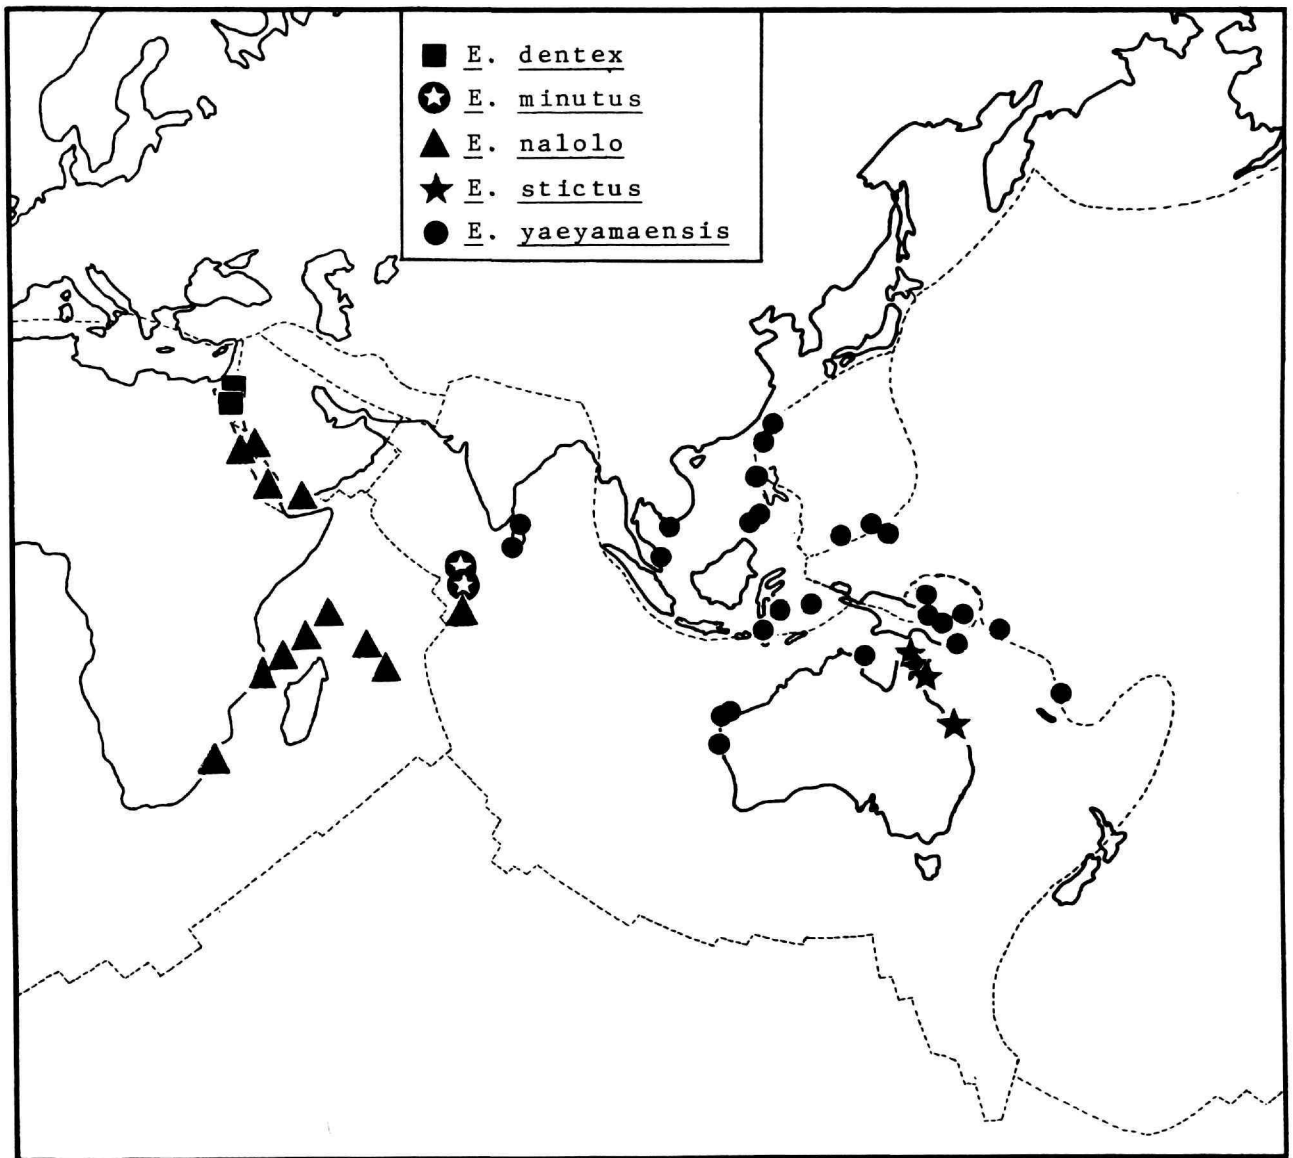 E. dentex
E. minutus
E. nalolo
E. stictus
E. yaeyamaensis